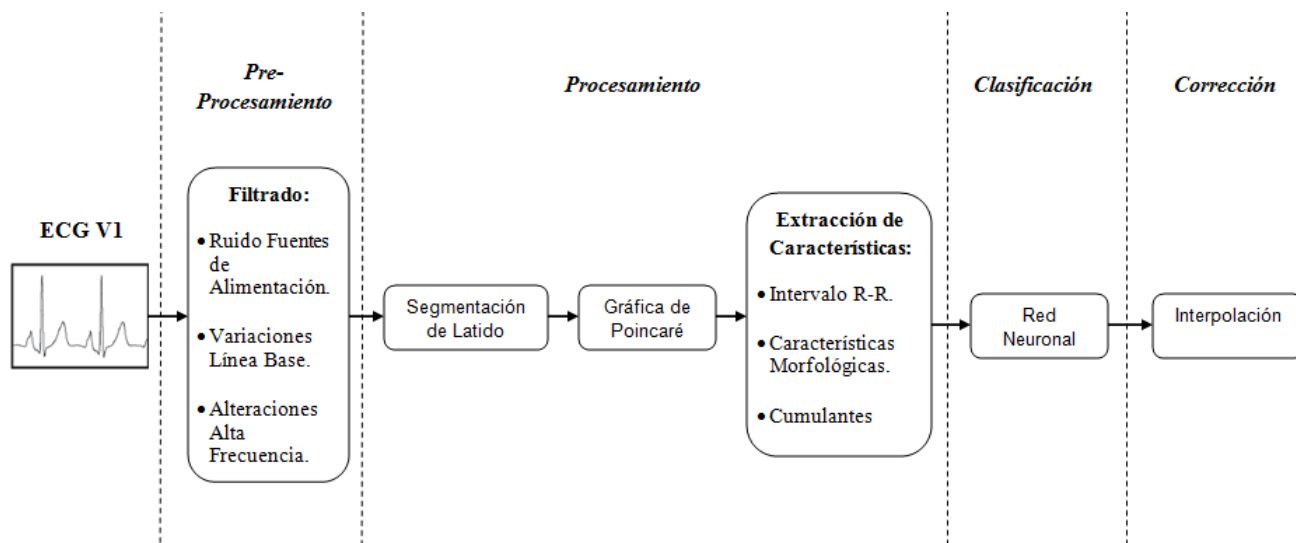 Pre-
Procesamiento
Procesamiento
Clasificación
Corrección
ECG V1
Filtrado:
• Ruido Fuentes
de
Alimentación.
• Variaciones
Línea Base.
• Alteraciones
Alta
Frecuencia.
Segmentación
de Latido
Gráfica de
Poincaré
Extracción de
Características:
• Intervalo R-R.
• Características
Morfológicas.
• Cumulantes
Red
Neuronal
Interpolación